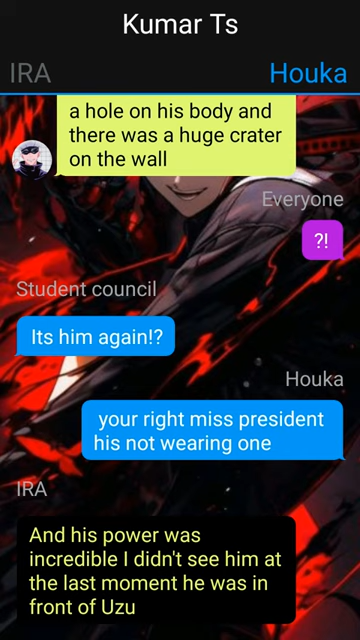 Kumar Ts
IRA
Houka
a hole on his body and
there was a huge crater
on the wall
Everyone
?!
Student council
Its him again!?
Houka
your right miss president
his not wearing one
IRA
And his power was
incredible I didn't see him at
the last moment he was in
front of Uzu